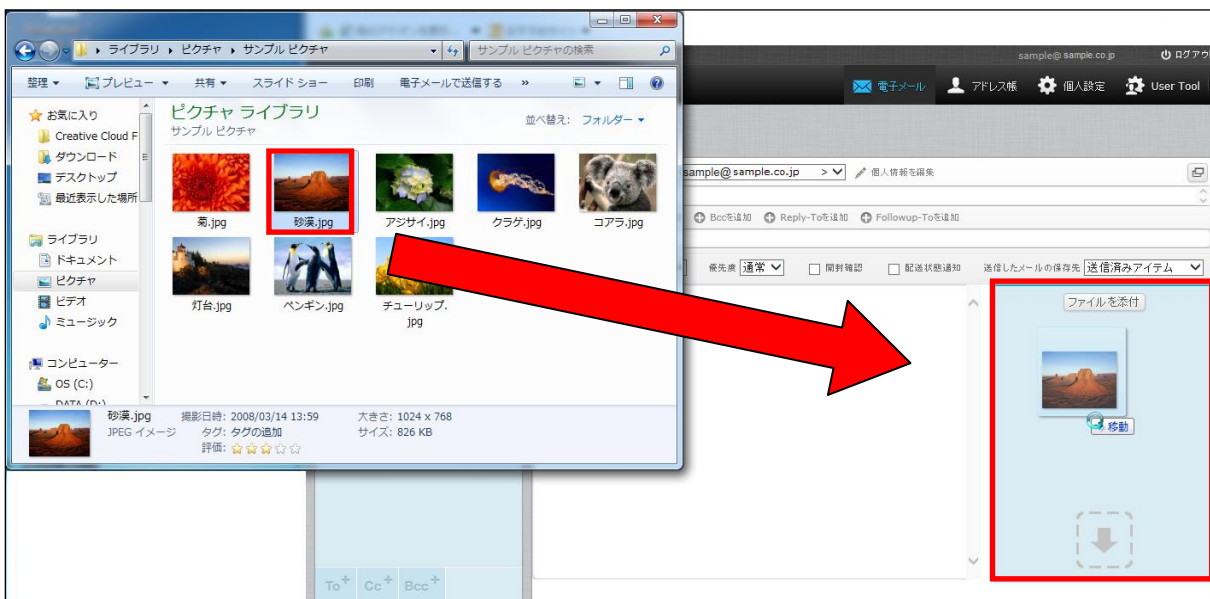 ライブラリ ▸ ピクチャ ▸ サンプル ピクチャ
サンプル ピクチャの検索
整理 プレビュー 共有 スライド ショー 印刷 電子メールで送信する »
お気に入り
Creative Cloud F
ダウンロード
デスクトップ
最近表示した場所
ライブラリ
ドキュメント
ピクチャ
ビデオ
ミュージック
コンピューター
OS (C:)
DATA (D:)
ピクチャ ライブラリ
サンプル ピクチャ
並べ替え: フォルダー
菊.jpg
砂漠.jpg
アジサイ.jpg
クラゲ.jpg
コアラ.jpg
灯台.jpg
ペンギン.jpg
チューリップ.
jpg
砂漠.jpg 撮影日時: 2008/03/14 13:59 大きさ: 1024 x 768
JPEG イメージ タグ: タグの追加 サイズ: 826 KB
評価:
sample@sample.co.jp ログアウ
電子メール アドレス帳 個人設定 User Tool
sample@sample.co.jp > 個人情報を編集
Bccを追加 Reply-Toを追加 Followup-Toを追加
優先度 通常 開封確認 配送状態通知 送信したメールの保存先 送信済みアイテム
ファイルを添付
移動
To+ Cc+ Bcc+